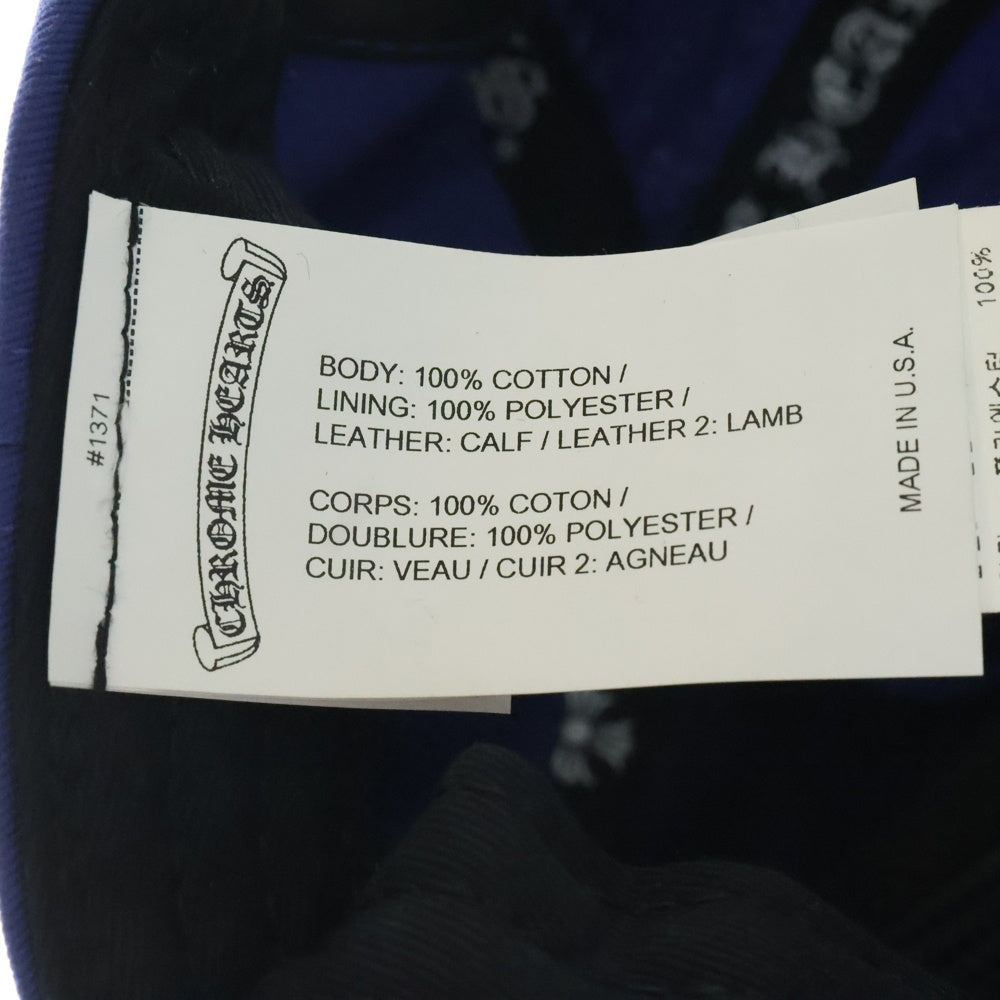 #1371
CHROME HEARTS
BODY: 100% COTTON /
LINING: 100% POLYESTER /
LEATHER: CALF / LEATHER 2: LAMB
CORPS: 100% COTON /
DOUBLURE: 100% POLYESTER /
CUIR: VEAU / CUIR 2: AGNEAU
MADE IN U.S.A.
100%